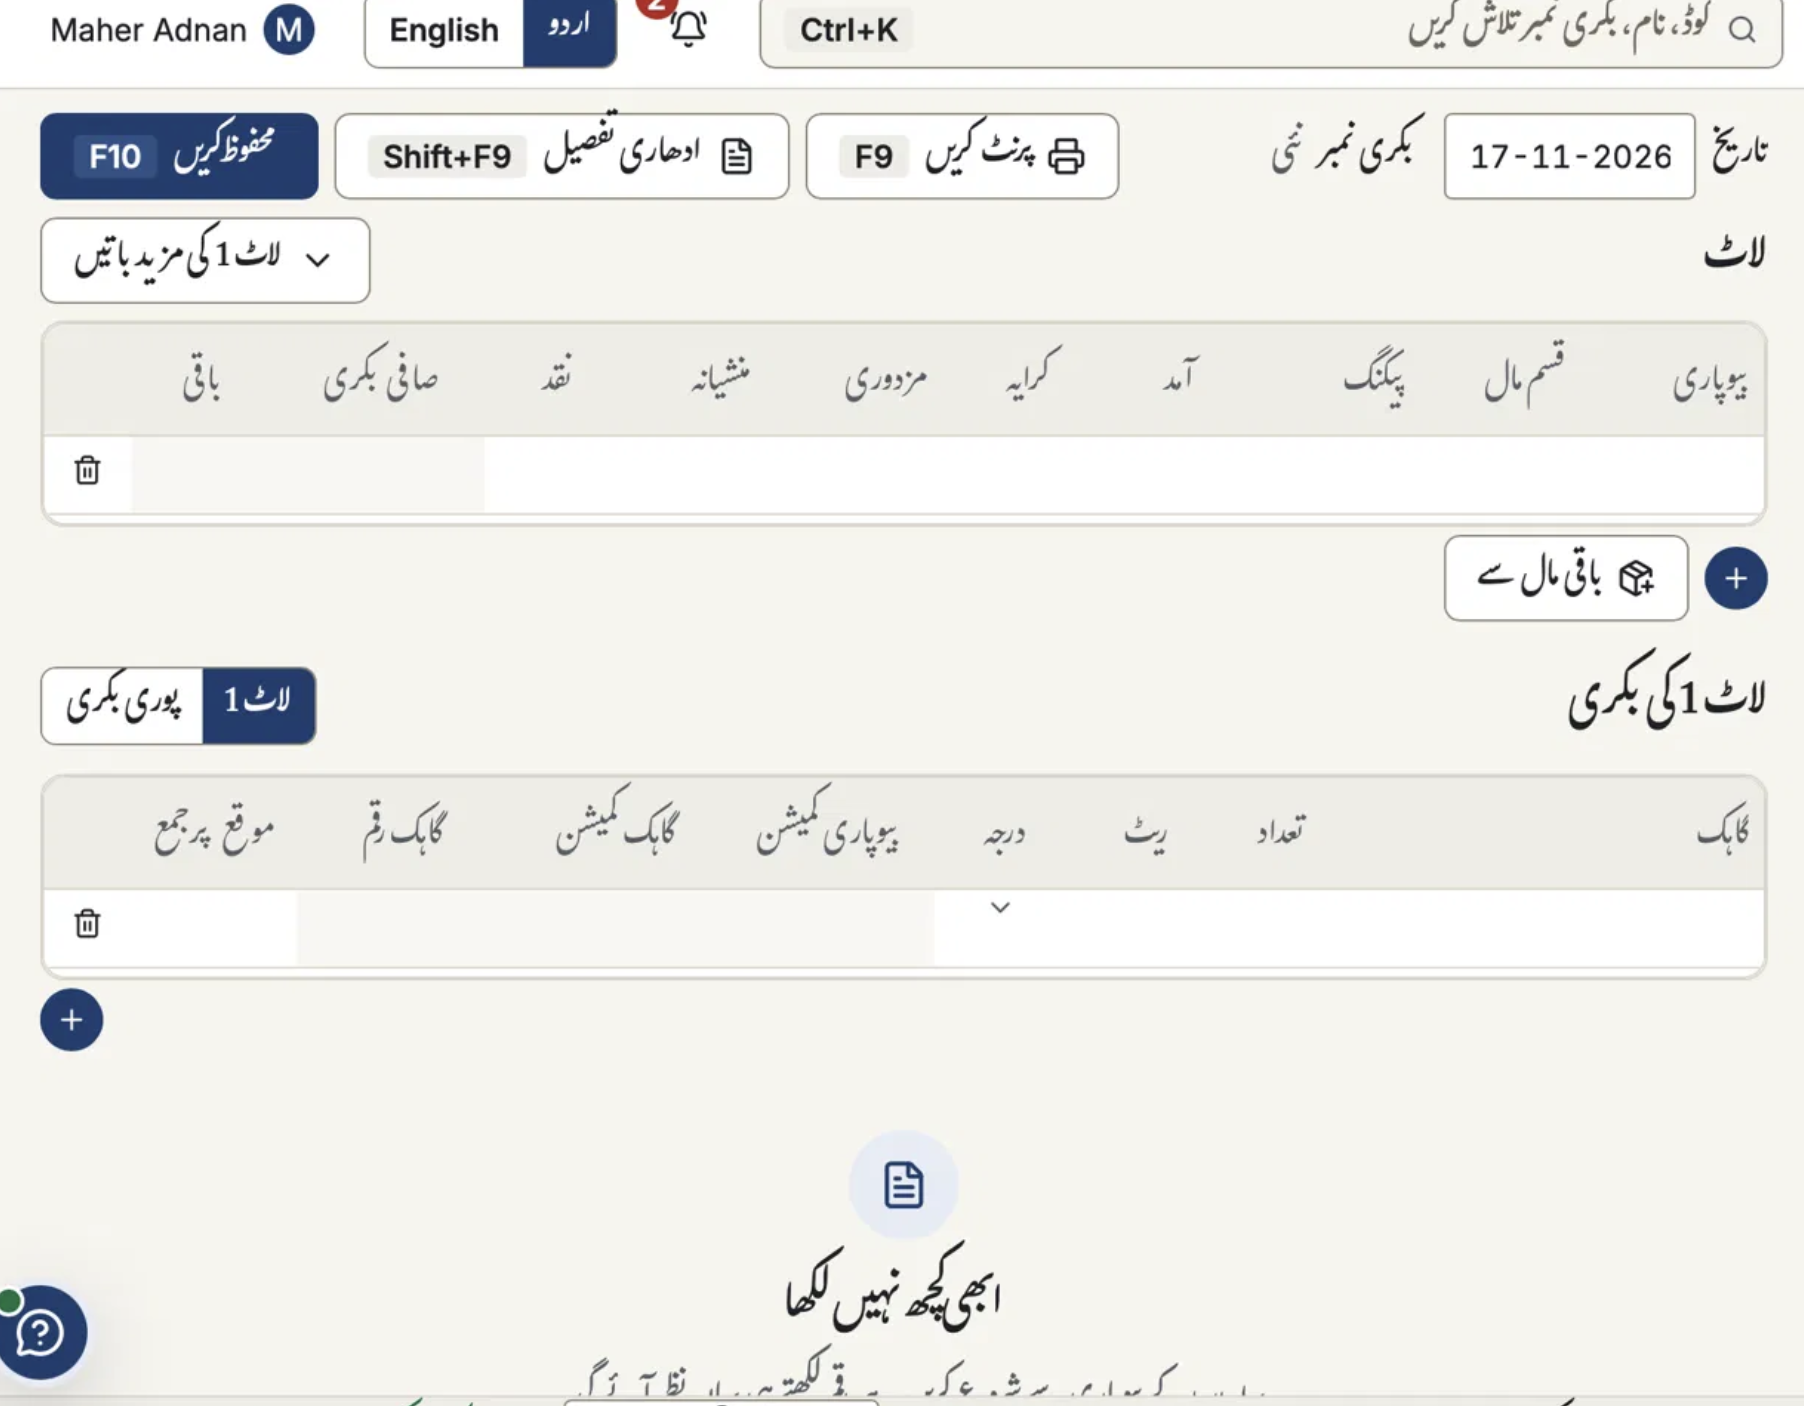 کوڈ، نام، بکری نمبر تلاش کریں Ctrl+K
2
اردو English
M Maher Adnan
تاریخ 17-11-2026 بکری نمبر نئی
پرنٹ کریں F9
ادھاری تفصیل Shift+F9
محفوظ کریں F10
لاٹ
لاٹ 1 کی مزید باتیں
بیوپاری قسم مال پیکنگ آمد کرایہ مزدوری منشیانہ نقد صافی بکری باقی
باقی مال سے
لاٹ 1 کی بکری
لاٹ 1 پوری بکری
گاہک تعداد ریٹ درجہ بیوپاری کمیشن گاہک کمیشن گاہک رقم موقع پر جمع
ابھی کچھ نہیں لکھا